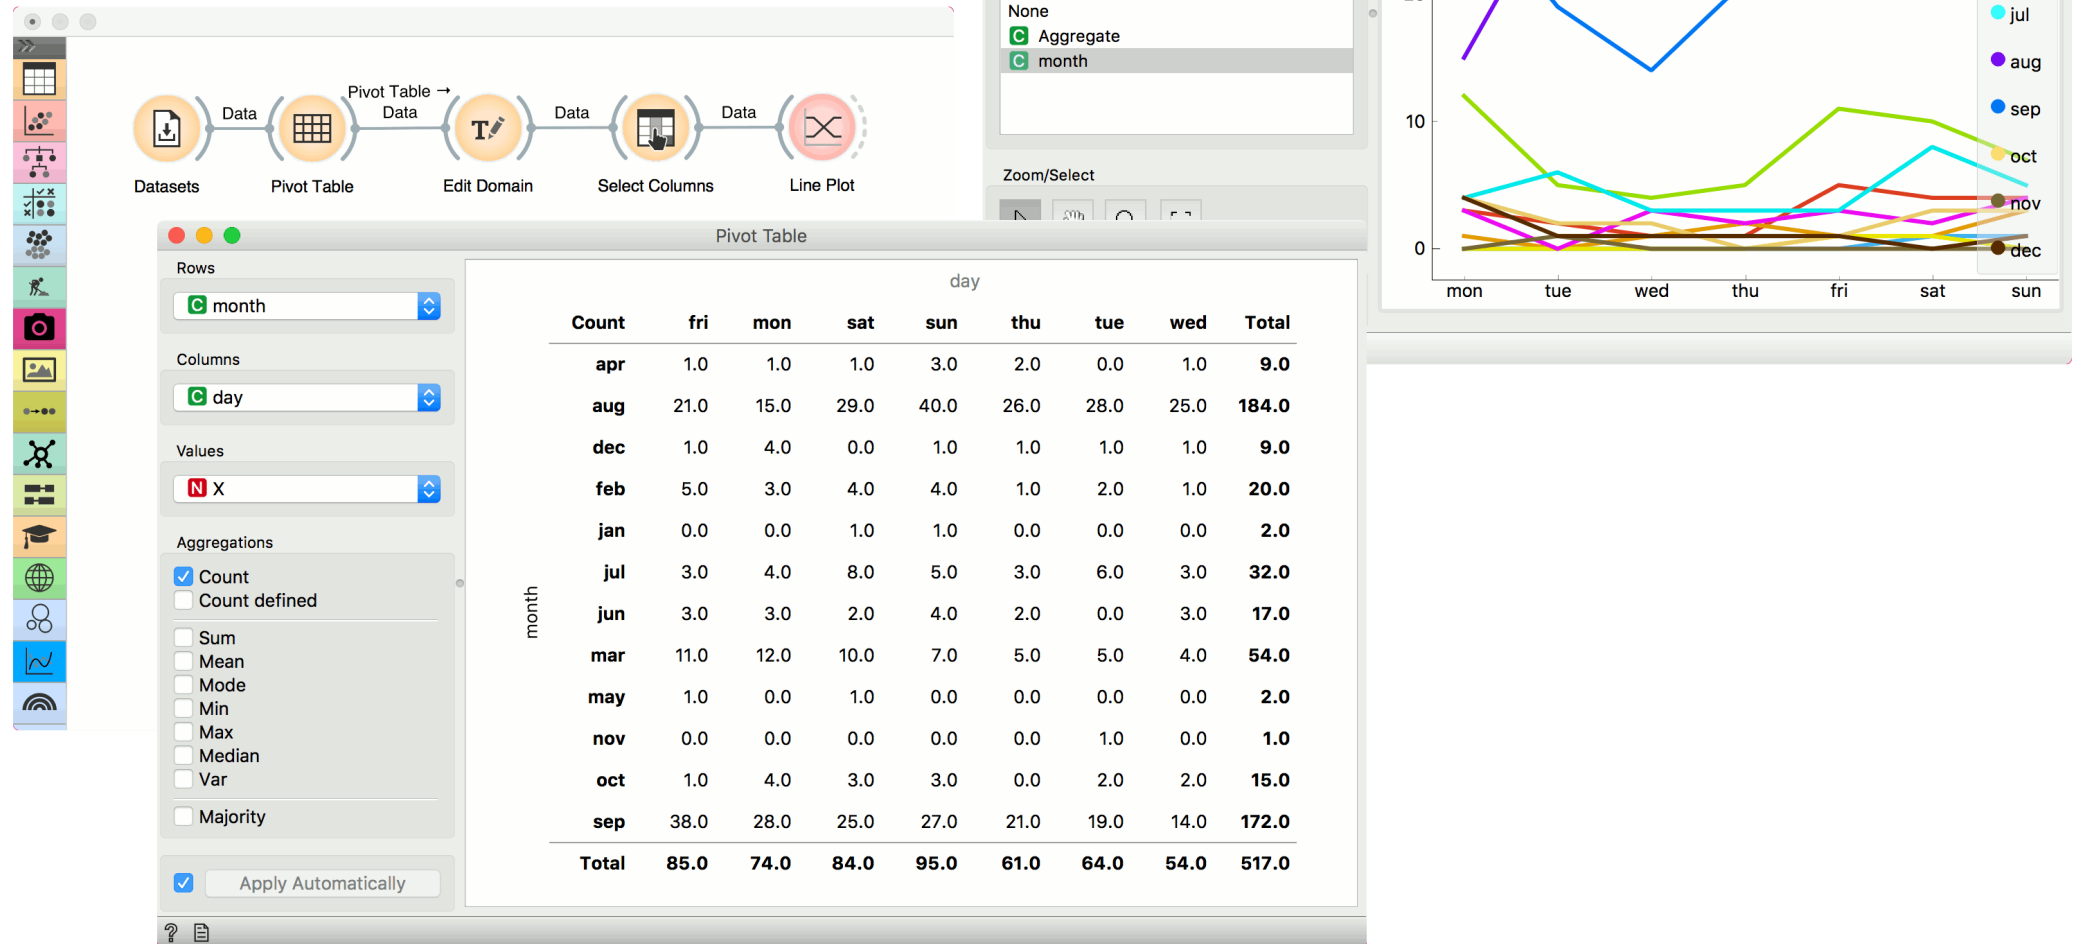 Data
Pivot Table →
Data
Data
Data
Datasets
Pivot Table
Edit Domain
Select Columns
Line Plot
None
C Aggregate
C month
Zoom/Select
10
0
mon tue wed thu fri sat sun
jul
aug
sep
oct
nov
dec
Pivot Table
Rows
C month
Columns
C day
Values
N X
Aggregations
Count
Count defined
Sum
Mean
Mode
Min
Max
Median
Var
Majority
Apply Automatically
?
day
month
Count fri mon sat sun thu tue wed Total
apr 1.0 1.0 1.0 3.0 2.0 0.0 1.0 9.0
aug 21.0 15.0 29.0 40.0 26.0 28.0 25.0 184.0
dec 1.0 4.0 0.0 1.0 1.0 1.0 1.0 9.0
feb 5.0 3.0 4.0 4.0 1.0 2.0 1.0 20.0
jan 0.0 0.0 1.0 1.0 0.0 0.0 0.0 2.0
jul 3.0 4.0 8.0 5.0 3.0 6.0 3.0 32.0
jun 3.0 3.0 2.0 4.0 2.0 0.0 3.0 17.0
mar 11.0 12.0 10.0 7.0 5.0 5.0 4.0 54.0
may 1.0 0.0 1.0 0.0 0.0 0.0 0.0 2.0
nov 0.0 0.0 0.0 0.0 0.0 1.0 0.0 1.0
oct 1.0 4.0 3.0 3.0 0.0 2.0 2.0 15.0
sep 38.0 28.0 25.0 27.0 21.0 19.0 14.0 172.0
Total 85.0 74.0 84.0 95.0 61.0 64.0 54.0 517.0